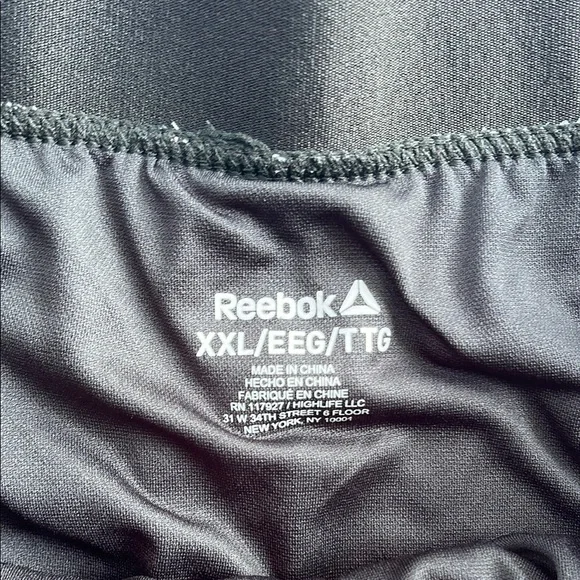 Reebok
XXL/EEG/TTG
MADE IN CHINA
HECHO EN CHINA
FABRIQUÉ EN CHINE
RN 117927 / HIGHLIFE LLC
31 W 34TH STREET 6 FLOOR
NEW YORK, NY 10001